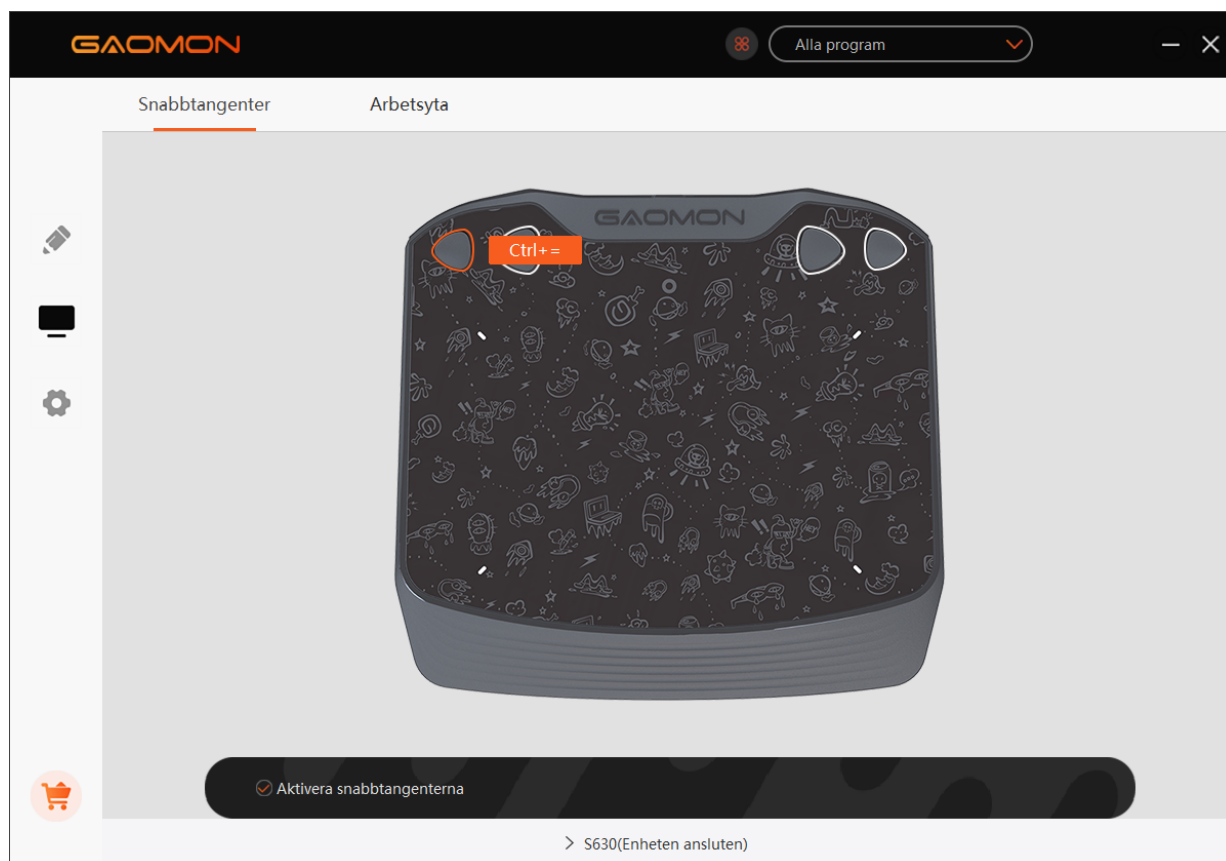 GAOMON
Alla program
Snabbtangenter
Arbetsyta
GAOMON
Ctrl+=
Aktivera snabbtangenterna
S630(Enheten ansluten)